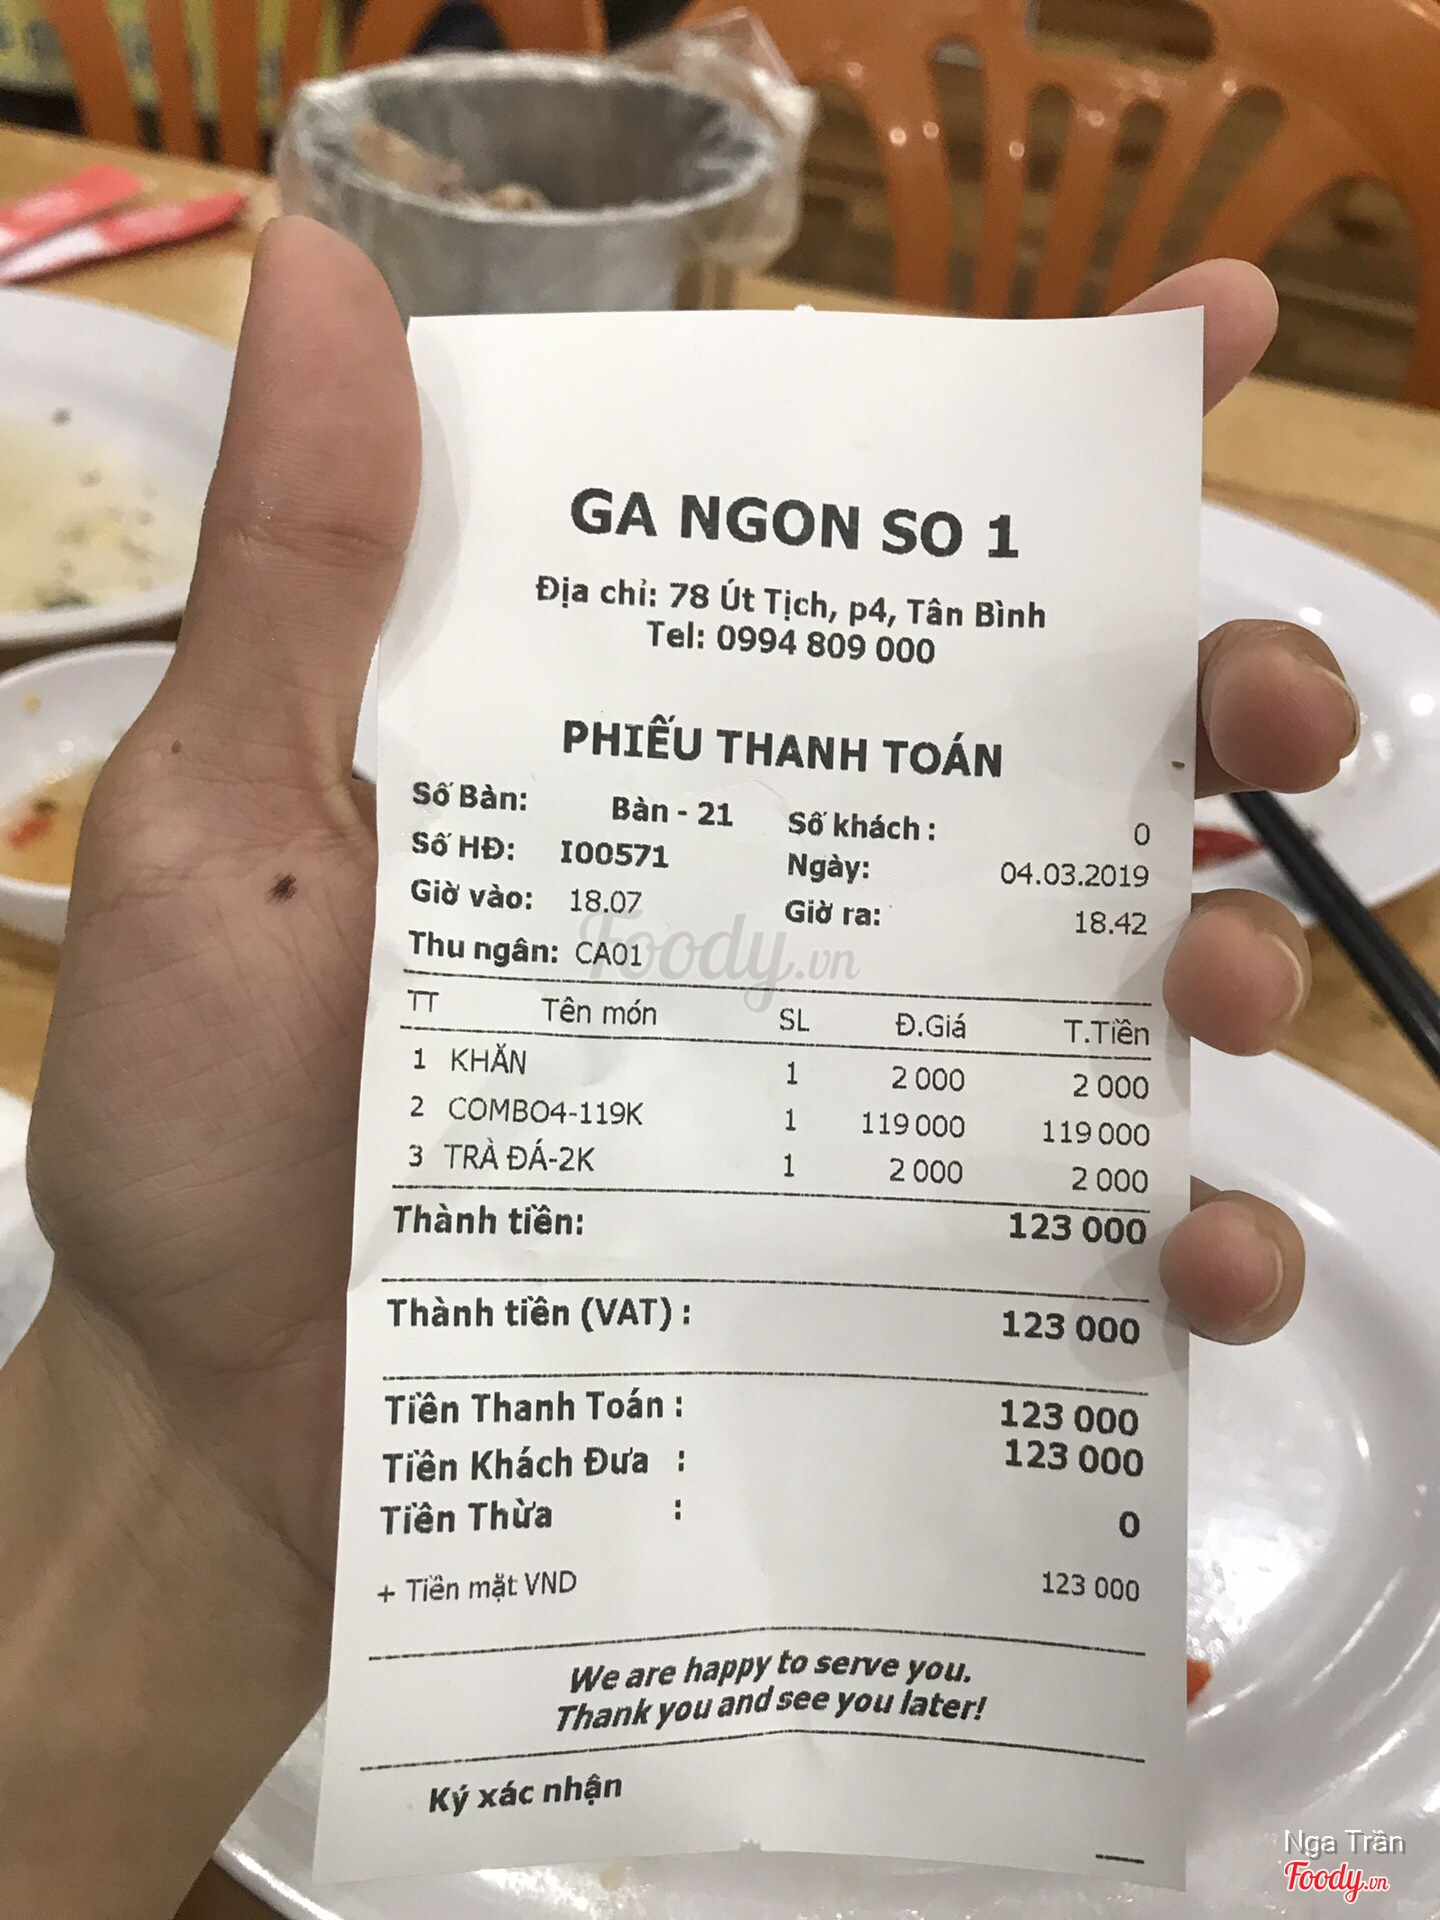 GA NGON SO 1
Địa chỉ: 78 Út Tịch, p4, Tân Bình
Tel: 0994 809 000
PHIẾU THANH TOÁN
Số Bàn: Bàn - 21 Số khách : 0
Số HĐ: I00571 Ngày: 04.03.2019
Giờ vào: 18.07 Giờ ra: 18.42
Thu ngân: CA01
Foody.vn
TT Tên món SL Đ.Giá T.Tiền
1 KHĂN 1 2 000 2 000
2 COMBO4-119K 1 119 000 119 000
3 TRÀ ĐÁ-2K 1 2 000 2 000
Thành tiền: 123 000
Thành tiền (VAT) : 123 000
Tiền Thanh Toán : 123 000
Tiền Khách Đưa : 123 000
Tiền Thừa : 0
+ Tiền mặt VND 123 000
We are happy to serve you.
Thank you and see you later!
Ký xác nhận
Nga Trần
Foody.vn